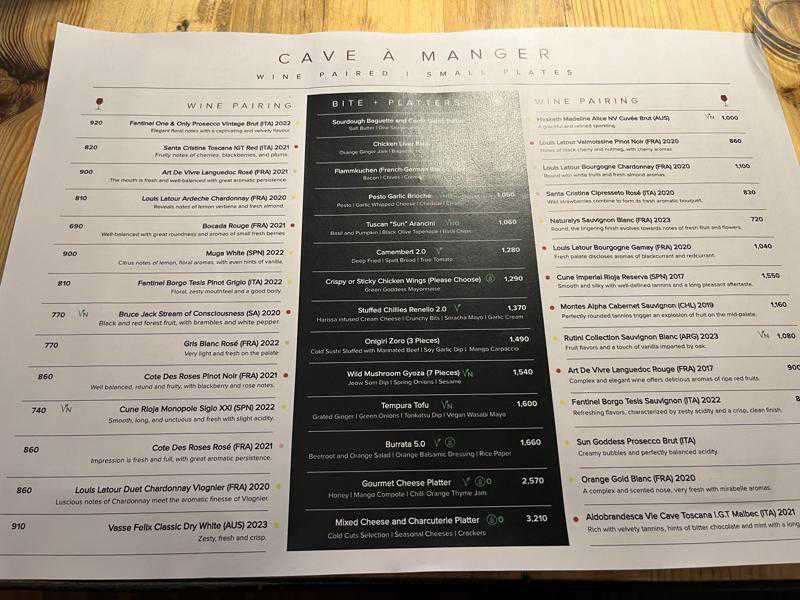 CAVE À MANGER
WINE PAIRED | SMALL PLATES
WINE PAIRING
920 Fantinel One & Only Prosecco Vintage Brut (ITA) 2022
Elegant floral notes with a captivating and velvety flavour.
820 Santa Cristina Toscana IGT Red (ITA) 2021
Fruity notes of cherries, blackberries, and plums.
900 Art De Vivre Languedoc Rosé (FRA) 2021
The mouth is fresh and well-balanced with great aromatic persistence.
810 Louis Latour Ardeche Chardonnay (FRA) 2020
Reveals notes of lemon verbena and fresh almond.
690 Bocada Rouge (FRA) 2021
Well-balanced with great roundness and aromas of small fresh berries
900 Muga White (SPN) 2022
Citrus notes of lemon, floral aromas, with even hints of vanilla.
810 Fantinel Borgo Tesis Pinot Grigio (ITA) 2022
Floral, zesty mouthfeel and a good body.
770 VN Bruce Jack Stream of Consciousness (SA) 2020
Black and red forest fruit, with brambles and white pepper.
770 Gris Blanc Rosé (FRA) 2022
Very light and fresh on the palate
860 Cote Des Roses Pinot Noir (FRA) 2021
Well balanced, round and fruity, with blackberry and rose notes.
740 VN Cune Rioja Monopole Siglo XXI (SPN) 2022
Smooth, long, and unctuous and fresh with slight acidity.
860 Cote Des Roses Rosé (FRA) 2021
Impression is fresh and full, with great aromatic persistence.
860 Louis Latour Duet Chardonnay Viognier (FRA) 2020
Luscious notes of Chardonnay meet the aromatic finesse of Viognier.
910 Vasse Felix Classic Dry White (AUS) 2023
Zesty, fresh and crisp.
BITE + PLATTERS
Sourdough Baguette and
Salt Butter | One
Chicken Liver
Orange Ginger Jam |
Flammkuchen (French-German
Bacon | Chives |
Pesto Garlic Brioche 1,050
Pesto | Garlic Whipped Cheese | Cheddar |
Tuscan "Sun" Arancini 1,060
Basil and Pumpkin | Black Olive Tapenade | Basil Chips
Camembert 2.0 V 1,280
Deep Fried | Spelt Bread | Tree Tomato
Crispy or Sticky Chicken Wings (Please Choose) 1,290
Green Goddess Mayonnaise
Stuffed Chillies Renello 2.0 V 1,370
Harissa infused Cream Cheese | Crunchy Bits | Sriracha Mayo | Garlic Cream
Onigiri Zoro (3 Pieces) 1,490
Cold Sushi Stuffed with Marinated Beef | Soy Garlic Dip | Mango Carpaccio
Wild Mushroom Gyoza (7 Pieces) VN 1,540
Jeow Som Dip | Spring Onions | Sesame
Tempura Tofu VN 1,600
Grated Ginger | Green Onions | Tonkatsu Dip | Vegan Wasabi Mayo
Burrata 5.0 V 1,660
Beetroot and Orange Salad | Orange Balsamic Dressing | Rice Paper
Gourmet Cheese Platter V O 2,570
Honey | Mango Compote | Chilli Orange Thyme Jam
Mixed Cheese and Charcuterie Platter O 3,210
Cold Cuts Selection | Seasonal Cheeses | Crackers
WINE PAIRING
Hesketh Madeline Alice NV Cuvée Brut (AUS) VN 1,000
A graceful and refined sparkling.
Louis Latour Valmoissine Pinot Noir (FRA) 2020 860
Notes of black cherry and nutmeg, with cherry aromas.
Louis Latour Bourgogne Chardonnay (FRA) 2020 1,100
Round with white fruits and fresh almond aromas.
Santa Cristina Cipresseto Rosé (ITA) 2020 830
Wild strawberries combine to form its fresh aromatic bouquet.
Naturalys Sauvignon Blanc (FRA) 2023 720
Round, the lingering finish evolves towards notes of fresh fruit and flowers.
Louis Latour Bourgogne Gamay (FRA) 2020 1,040
Fresh palate discloses aromas of blackcurrant and redcurrant.
Cune Imperial Rioja Reserva (SPN) 2017 1,550
Smooth and silky with well-defined tannins and a long pleasant aftertaste.
Montes Alpha Cabernet Sauvignon (CHL) 2019 1,160
Perfectly rounded tannins trigger an explosion of fruit on the mid-palate.
Rutini Collection Sauvignon Blanc (ARG) 2023 VN 1,080
Fruit flavors and a touch of vanilla imparted by oak.
Art De Vivre Languedoc Rouge (FRA) 2017 900
Complex and elegant wine offers delicious aromas of ripe red fruits.
Fantinel Borgo Tesis Sauvignon (ITA) 2022
Refreshing flavors, characterized by zesty acidity and a crisp, clean finish.
Sun Goddess Prosecco Brut (ITA)
Creamy bubbles and perfectly balanced acidity.
Orange Gold Blanc (FRA) 2020
A complex and scented nose, very fresh with mirabelle aromas.
Aldobrandesca Vie Cave Toscana I.G.T Malbec (ITA) 2021
Rich with velvety tannins, hints of bitter chocolate and mint with a long